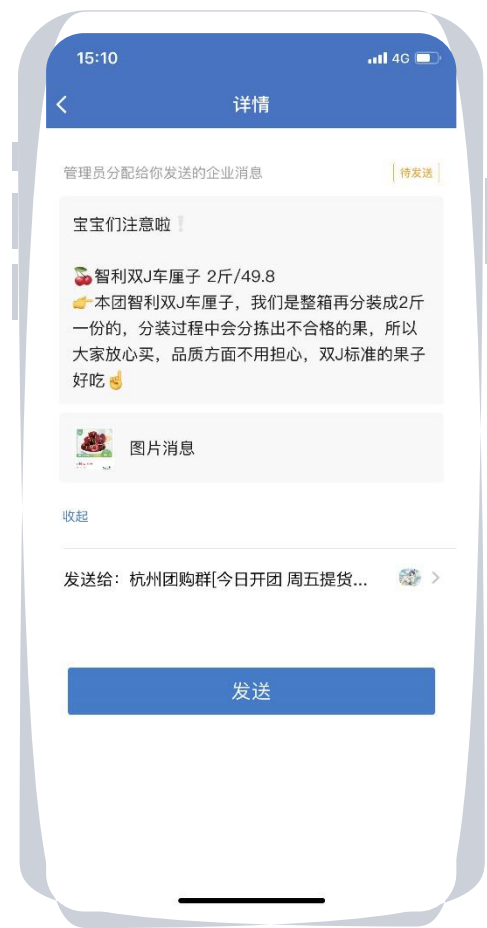 15:10
4G
详情
管理员分配给你发送的企业消息
待发送
宝宝们注意啦❕
🍒智利双J车厘子 2斤/49.8
👉本团智利双J车厘子，我们是整箱再分装成2斤
一份的，分装过程中会分拣出不合格的果，所以
大家放心买，品质方面不用担心，双J标准的果子
好吃☝
图片消息
收起
发送给：杭州团购群[今日开团 周五提货...
发送